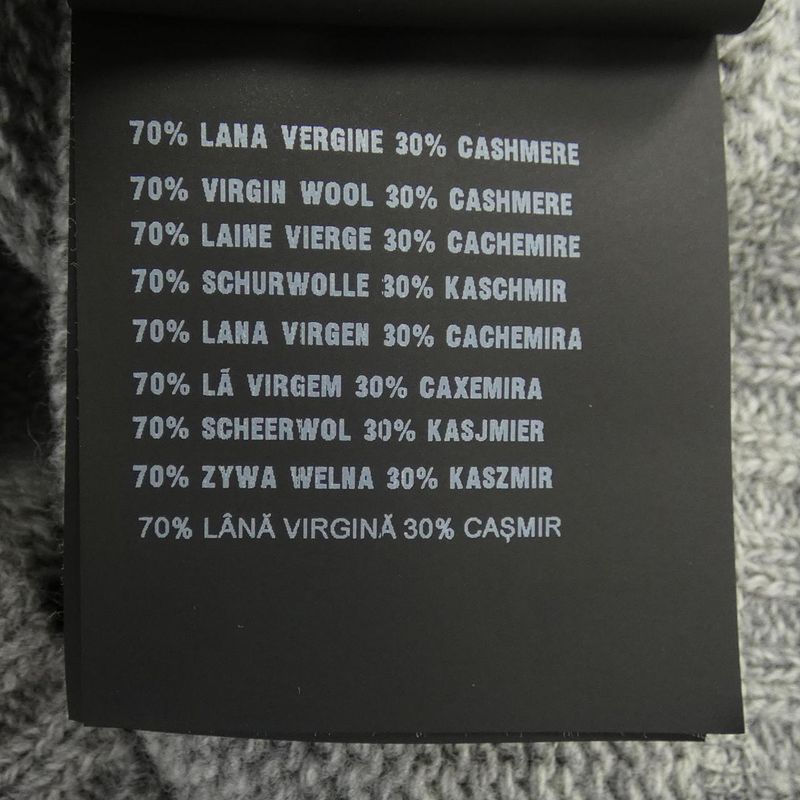 70% LANA VERGINE 30% CASHMERE
70% VIRGIN WOOL 30% CASHMERE
70% LAINE VIERGE 30% CACHEMIRE
70% SCHURWOLLE 30% KASCHMIR
70% LANA VIRGEN 30% CACHEMIRA
70% LÃ VIRGEM 30% CAXEMIRA
70% SCHEERWOL 30% KASJMIER
70% ZYWA WELNA 30% KASZMIR
70% LÂNĂ VIRGINĂ 30% CAȘMIR